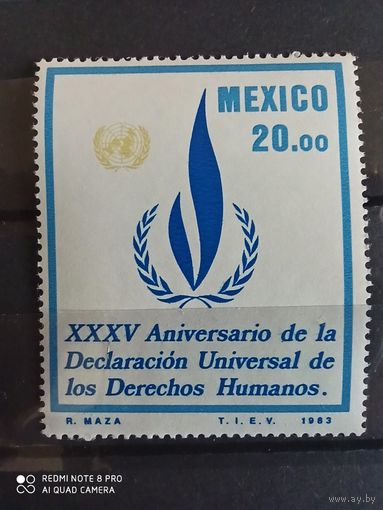 MEXICO
20.00
XXXV Aniversario de la
Declaración Universal de
los Derechos Humanos.
R. MAZA T. I. E. V. 1983
REDMI NOTE 8 PRO
AI QUAD CAMERA
ay.by